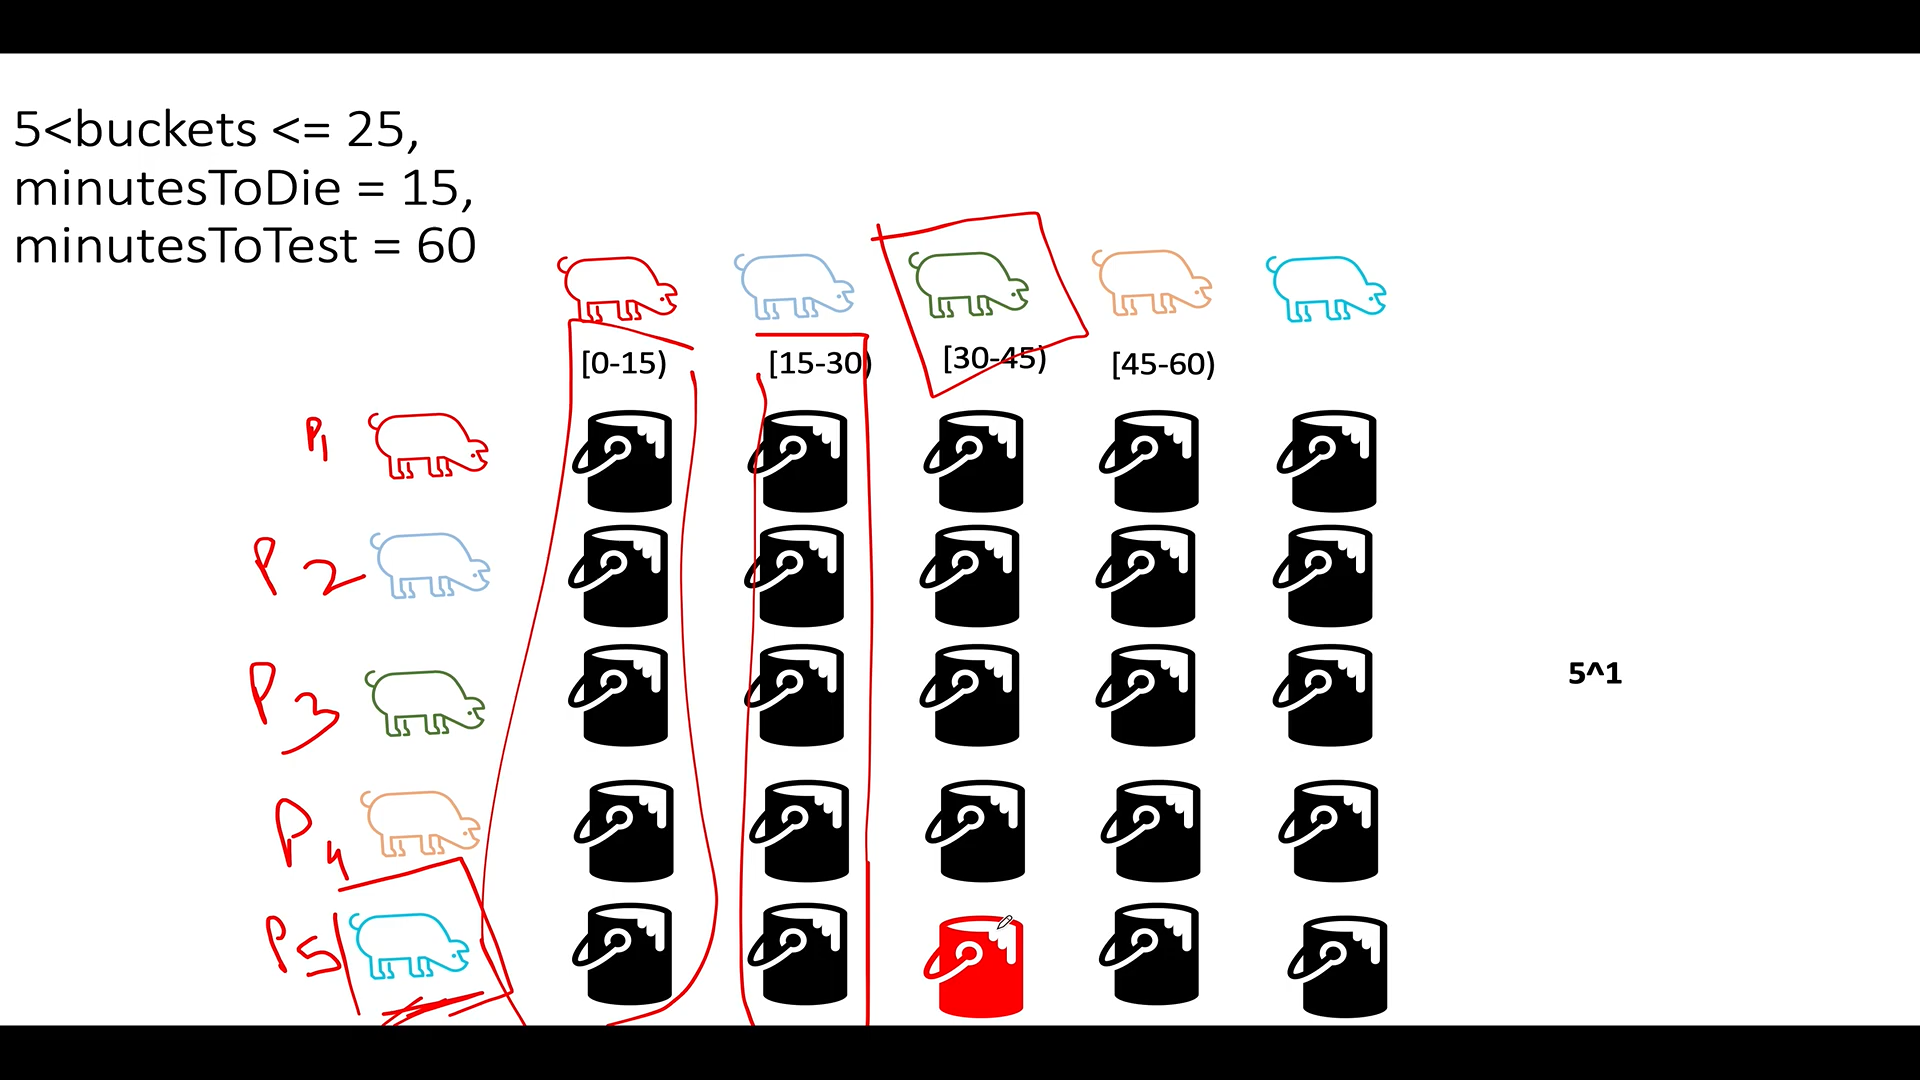 5<buckets <= 25,
minutesToDie = 15,
minutesToTest = 60
[0-15) [15-30) [30-45) [45-60)
P1
P2
P3
5^1
P4
P5